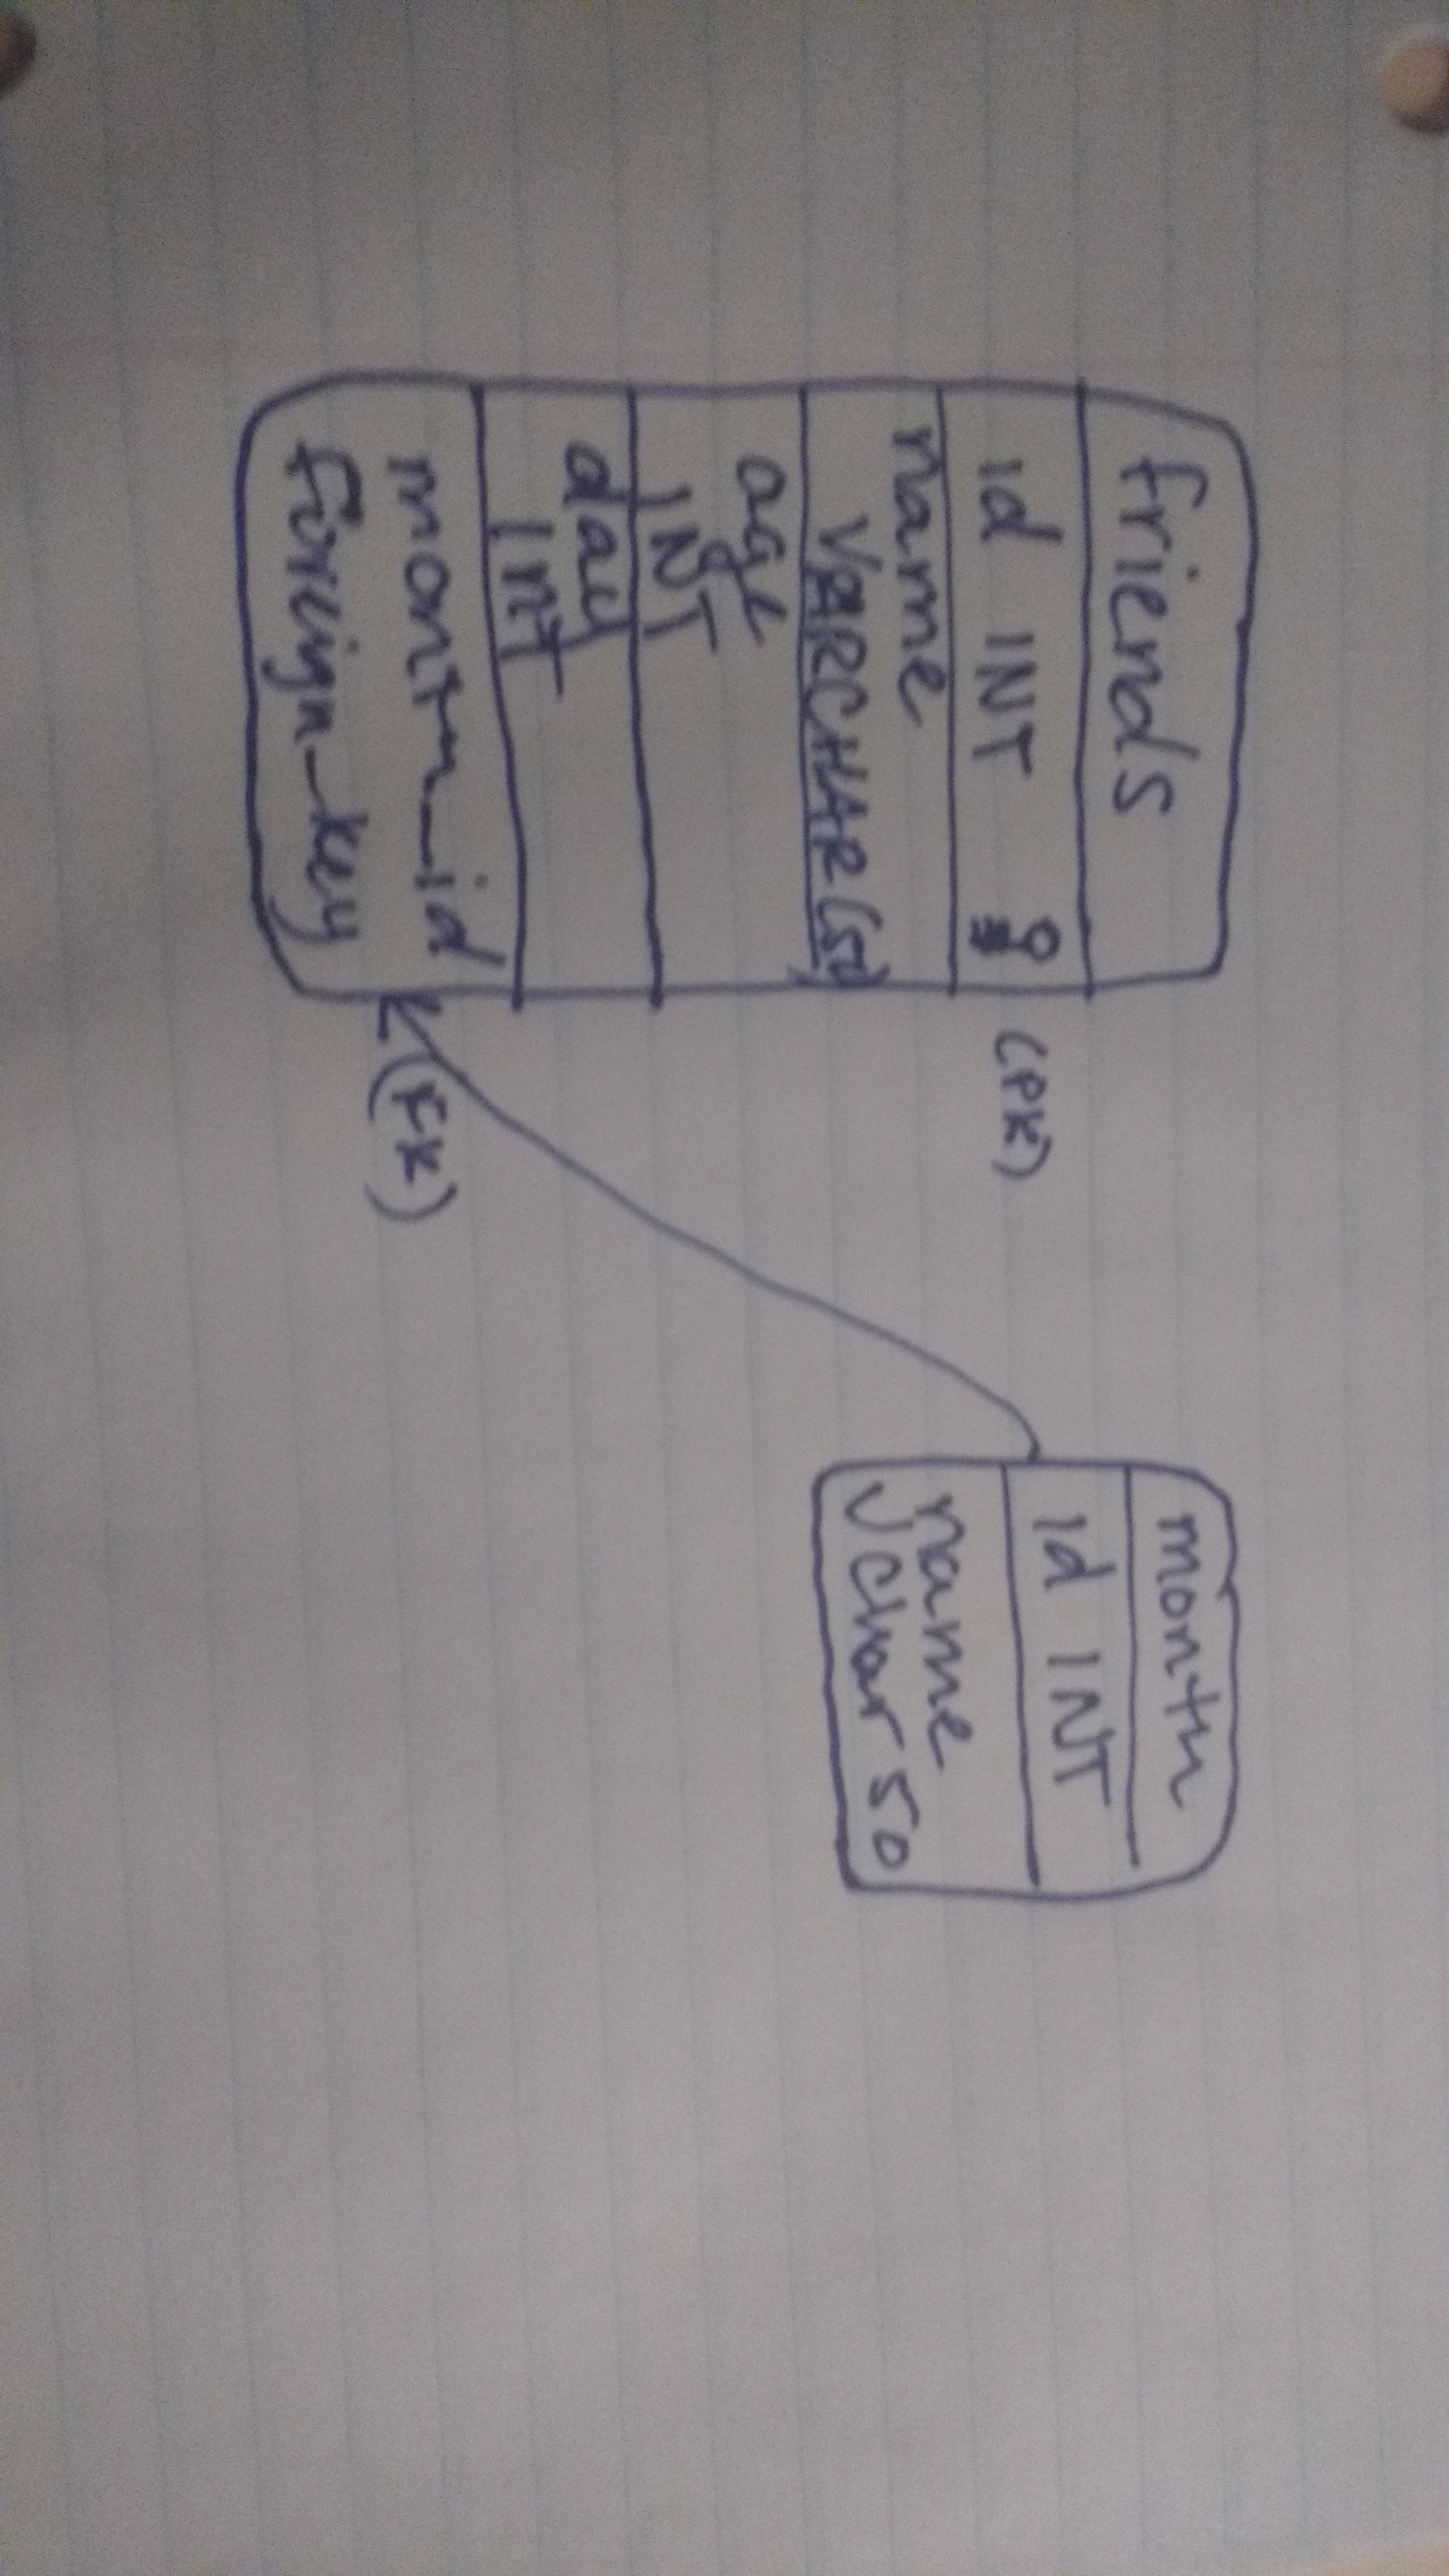 friends
id INT
(PK)
name
VARCHAR(50)
age
INT
day
INT
month_id
foreign_key
(FK)
month
id INT
name
Vchar 50